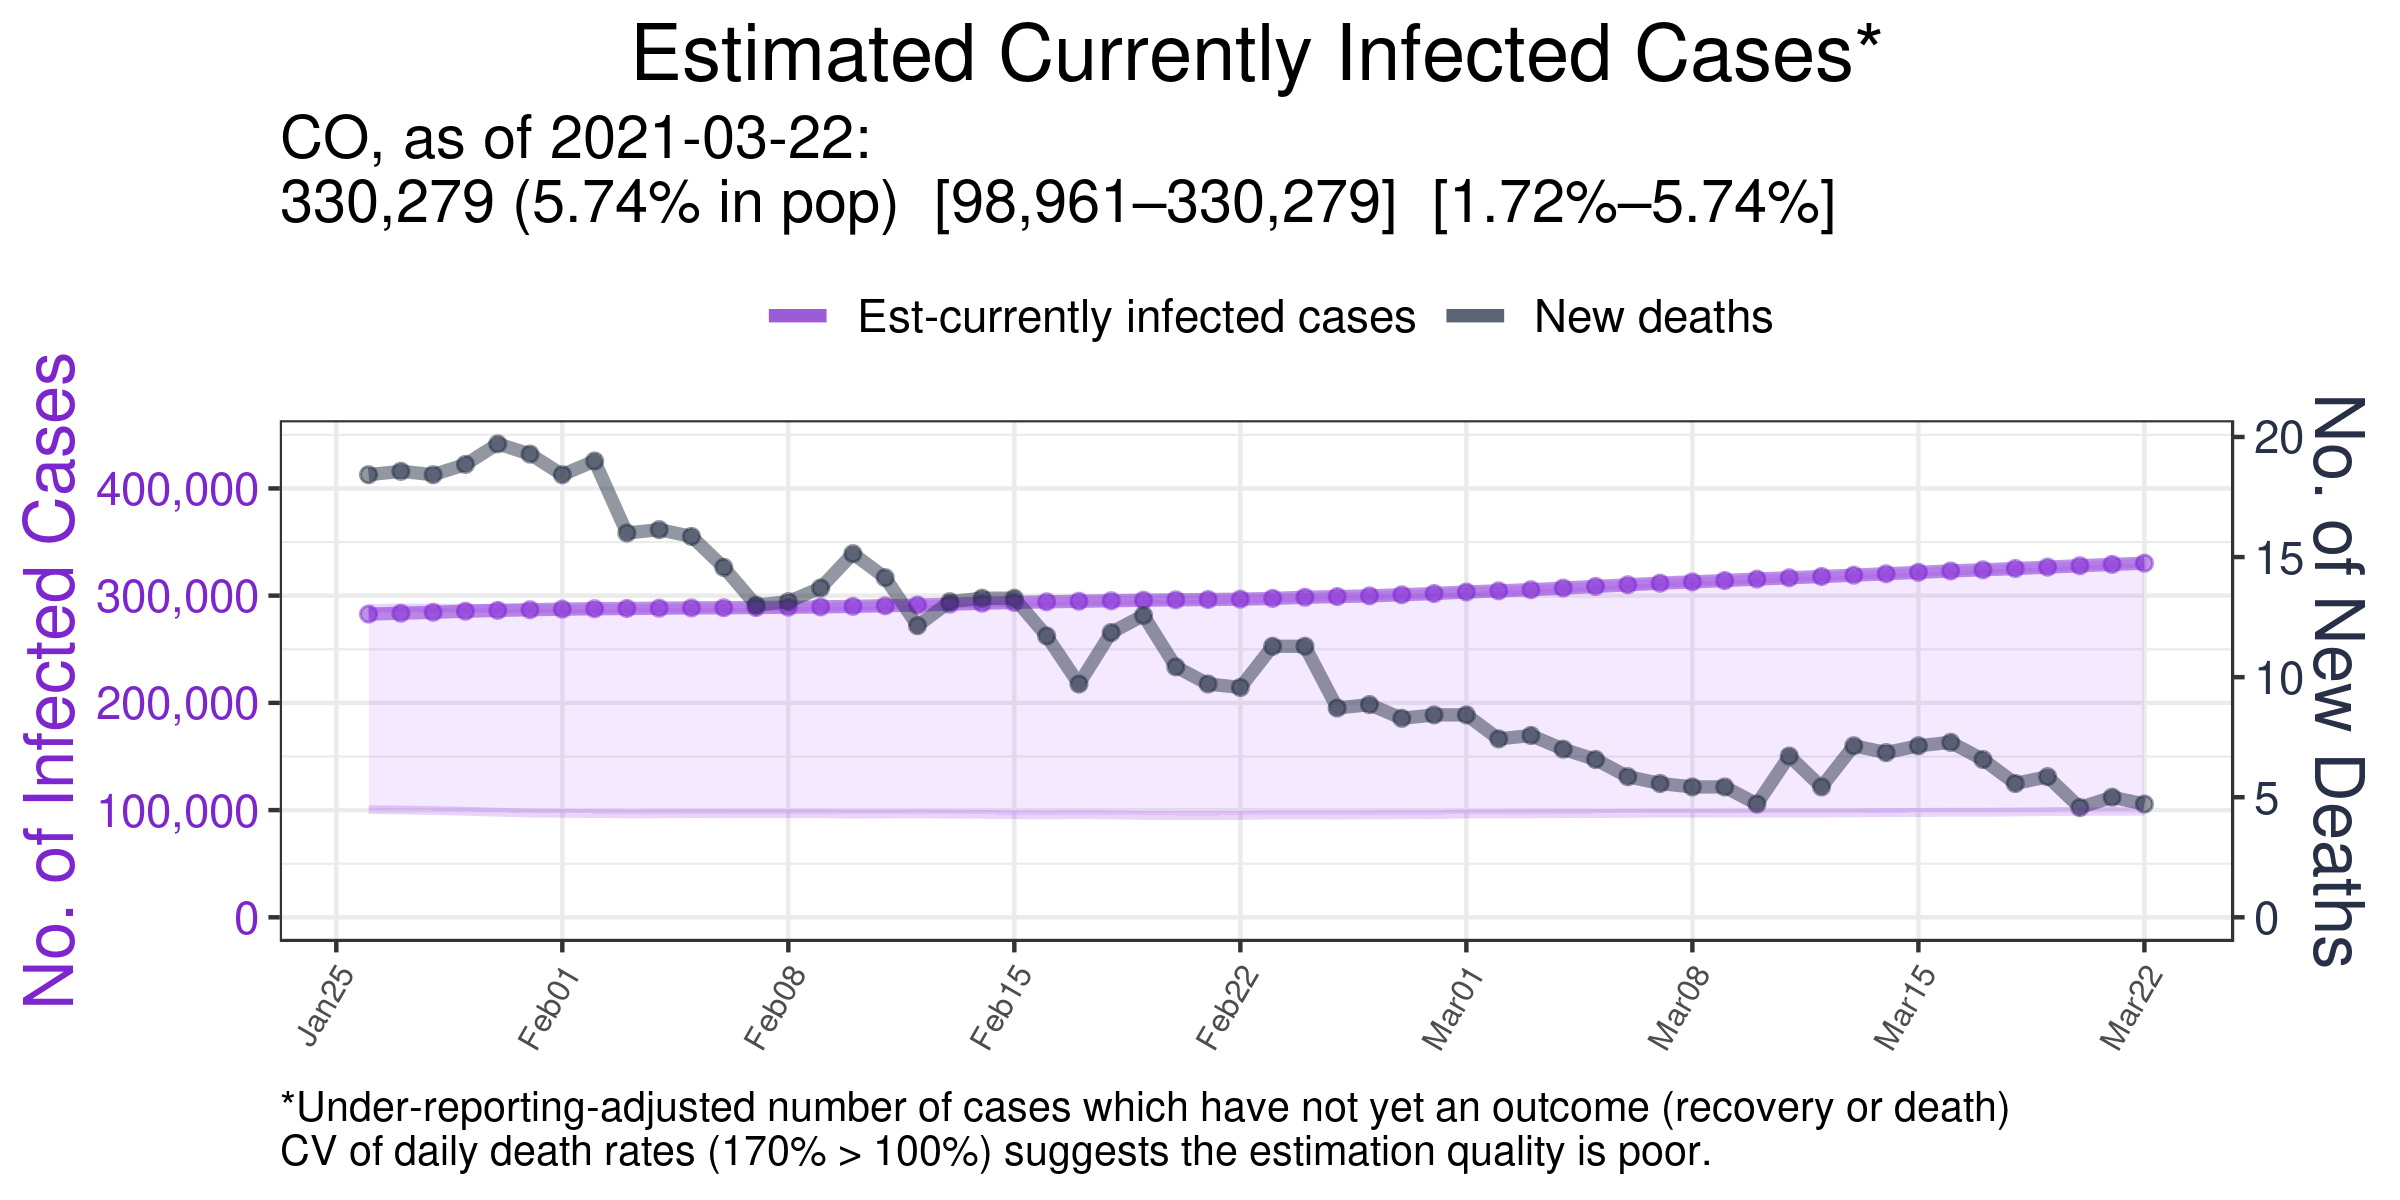 Estimated Currently Infected Cases*
CO, as of 2021-03-22:
330,279 (5.74% in pop)  [98,961–330,279]  [1.72%–5.74%]
Est-currently infected cases
New deaths
No. of Infected Cases
400,000
300,000
200,000
100,000
0
20
15
10
5
0
No. of New Deaths
Jan25
Feb01
Feb08
Feb15
Feb22
Mar01
Mar08
Mar15
Mar22
*Under-reporting-adjusted number of cases which have not yet an outcome (recovery or death)
CV of daily death rates (170% > 100%) suggests the estimation quality is poor.